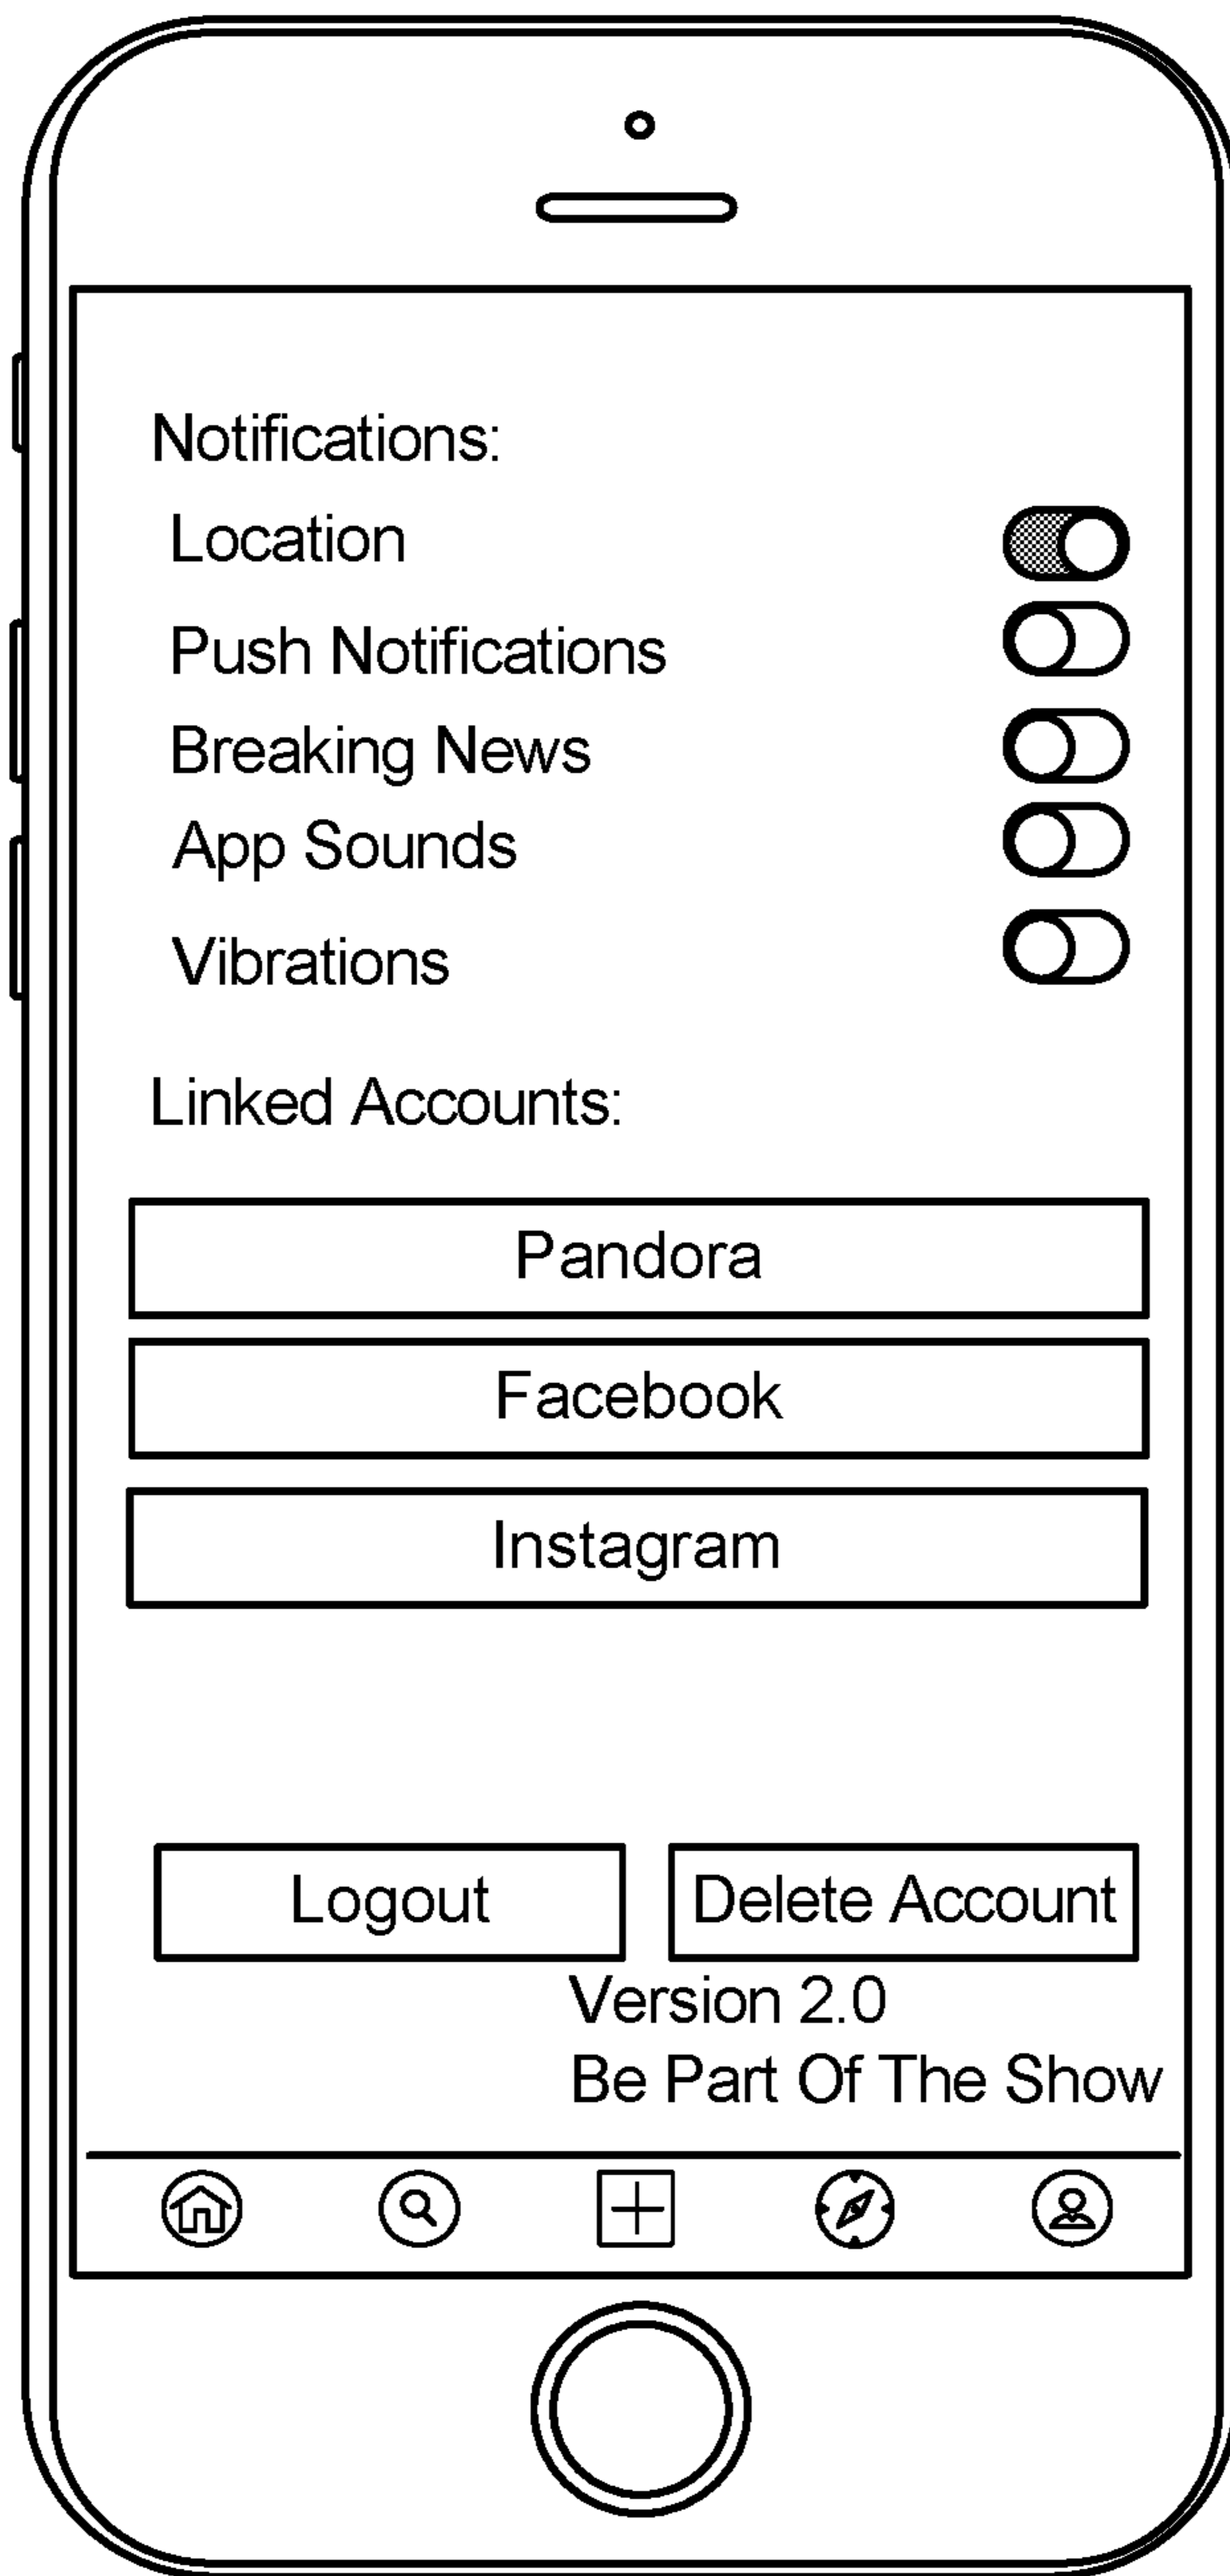 Notifications:
Location
Push Notifications
Breaking News
App Sounds
Vibrations
Linked Accounts:
Pandora
Facebook
Instagram
Logout
Delete Account
Version 2.0
Be Part Of The Show